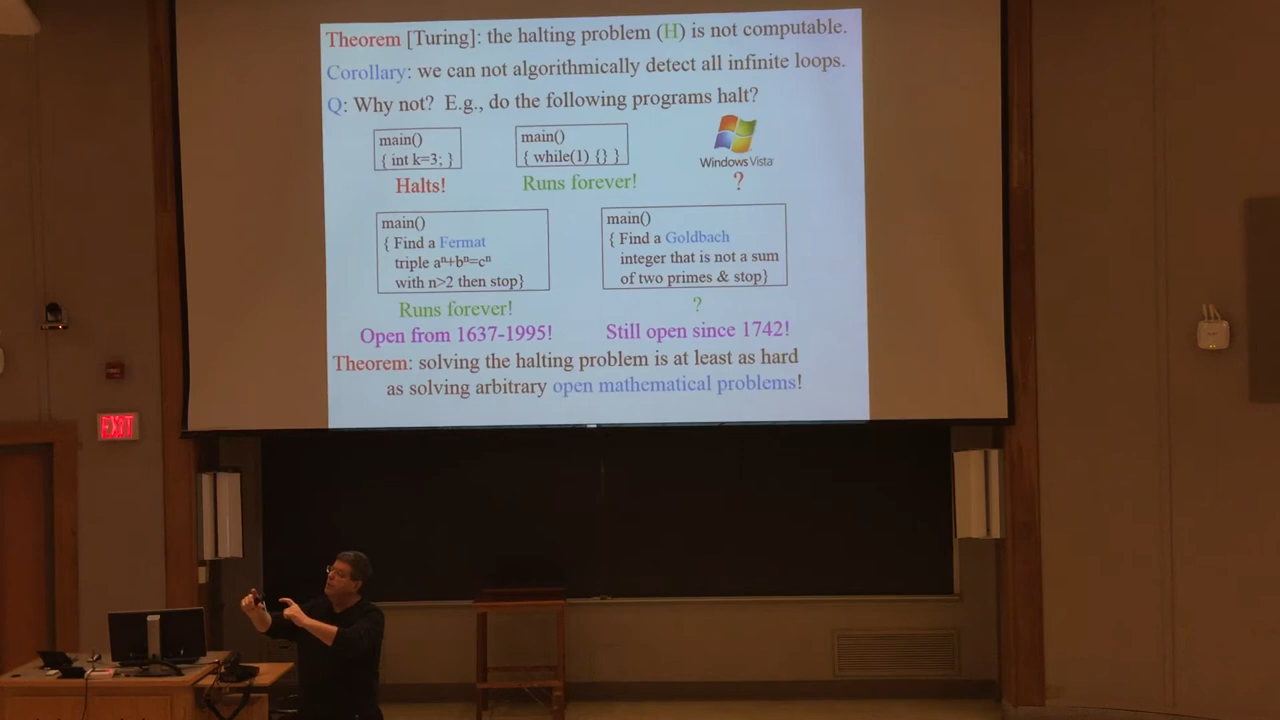 Theorem [Turing]: the halting problem (H) is not computable.
Corollary: we can not algorithmically detect all infinite loops.
Q: Why not? E.g., do the following programs halt?
main()
{ int k=3; }
Halts!
main()
{ while(1) {} }
Runs forever!
Windows Vista
?
main()
{ Find a Fermat
triple aⁿ+bⁿ=cⁿ
with n>2 then stop}
Runs forever!
Open from 1637-1995!
main()
{ Find a Goldbach
integer that is not a sum
of two primes & stop}
?
Still open since 1742!
Theorem: solving the halting problem is at least as hard
as solving arbitrary open mathematical problems!
EXIT